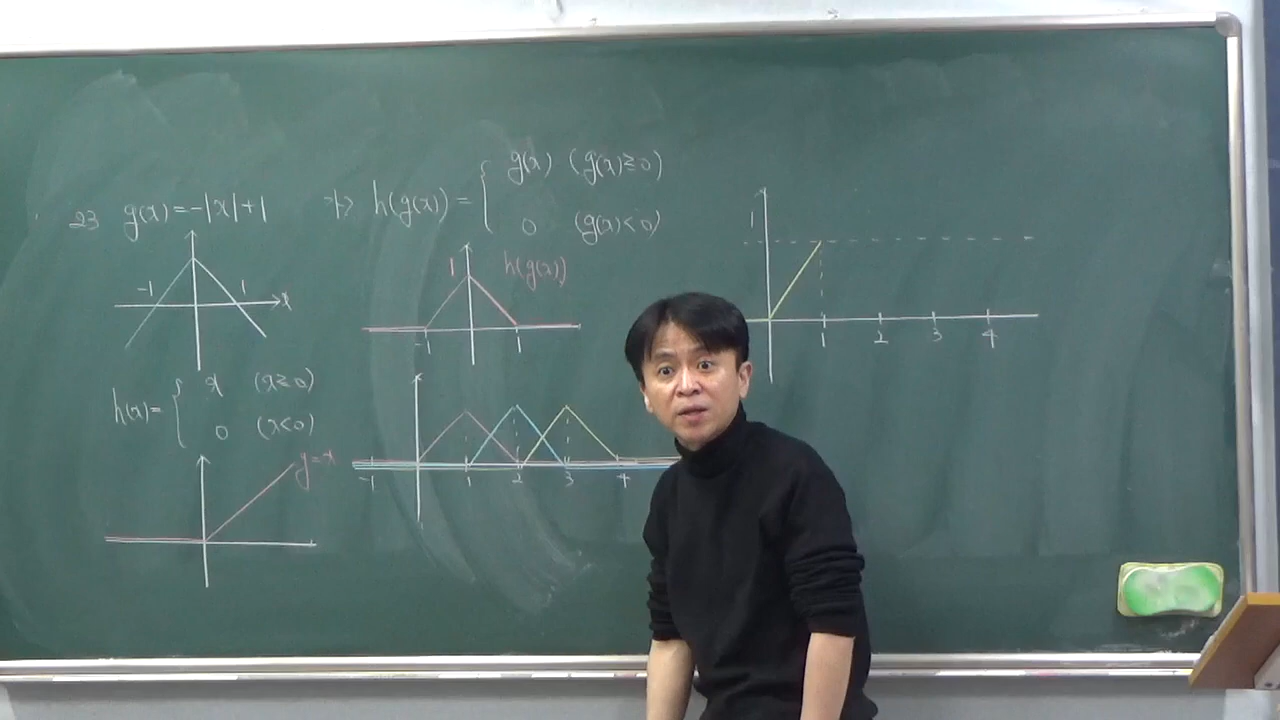 23 g(x)=-|x|+1
-1 1 x
h(x)= { x (x≥0)
0 (x<0)
y=x
h(g(x)) = { g(x) (g(x)≥0)
0 (g(x)<0)
1 h(g(x))
-1 1
-1 1 2 3 4
1
1 2 3 4